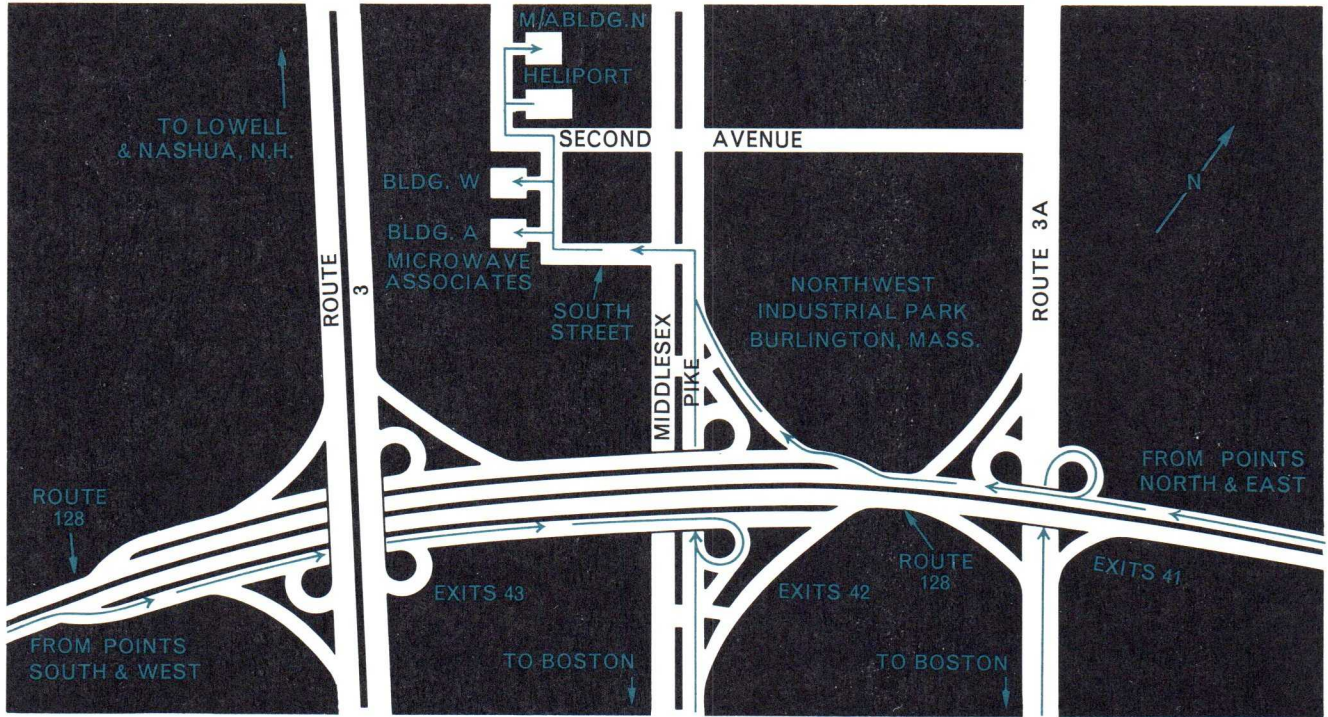 M/A BLDG. N
HELIPORT
TO LOWELL
& NASHUA, N.H.
SECOND AVENUE
BLDG. W
N
BLDG. A
MICROWAVE
ASSOCIATES
ROUTE 3
ROUTE 3A
SOUTH
STREET
NORTHWEST
INDUSTRIAL PARK
BURLINGTON, MASS.
MIDDLESEX
PIKE
FROM POINTS
NORTH & EAST
ROUTE
128
EXITS 43
EXITS 42
ROUTE
128
EXITS 41
FROM POINTS
SOUTH & WEST
TO BOSTON
TO BOSTON